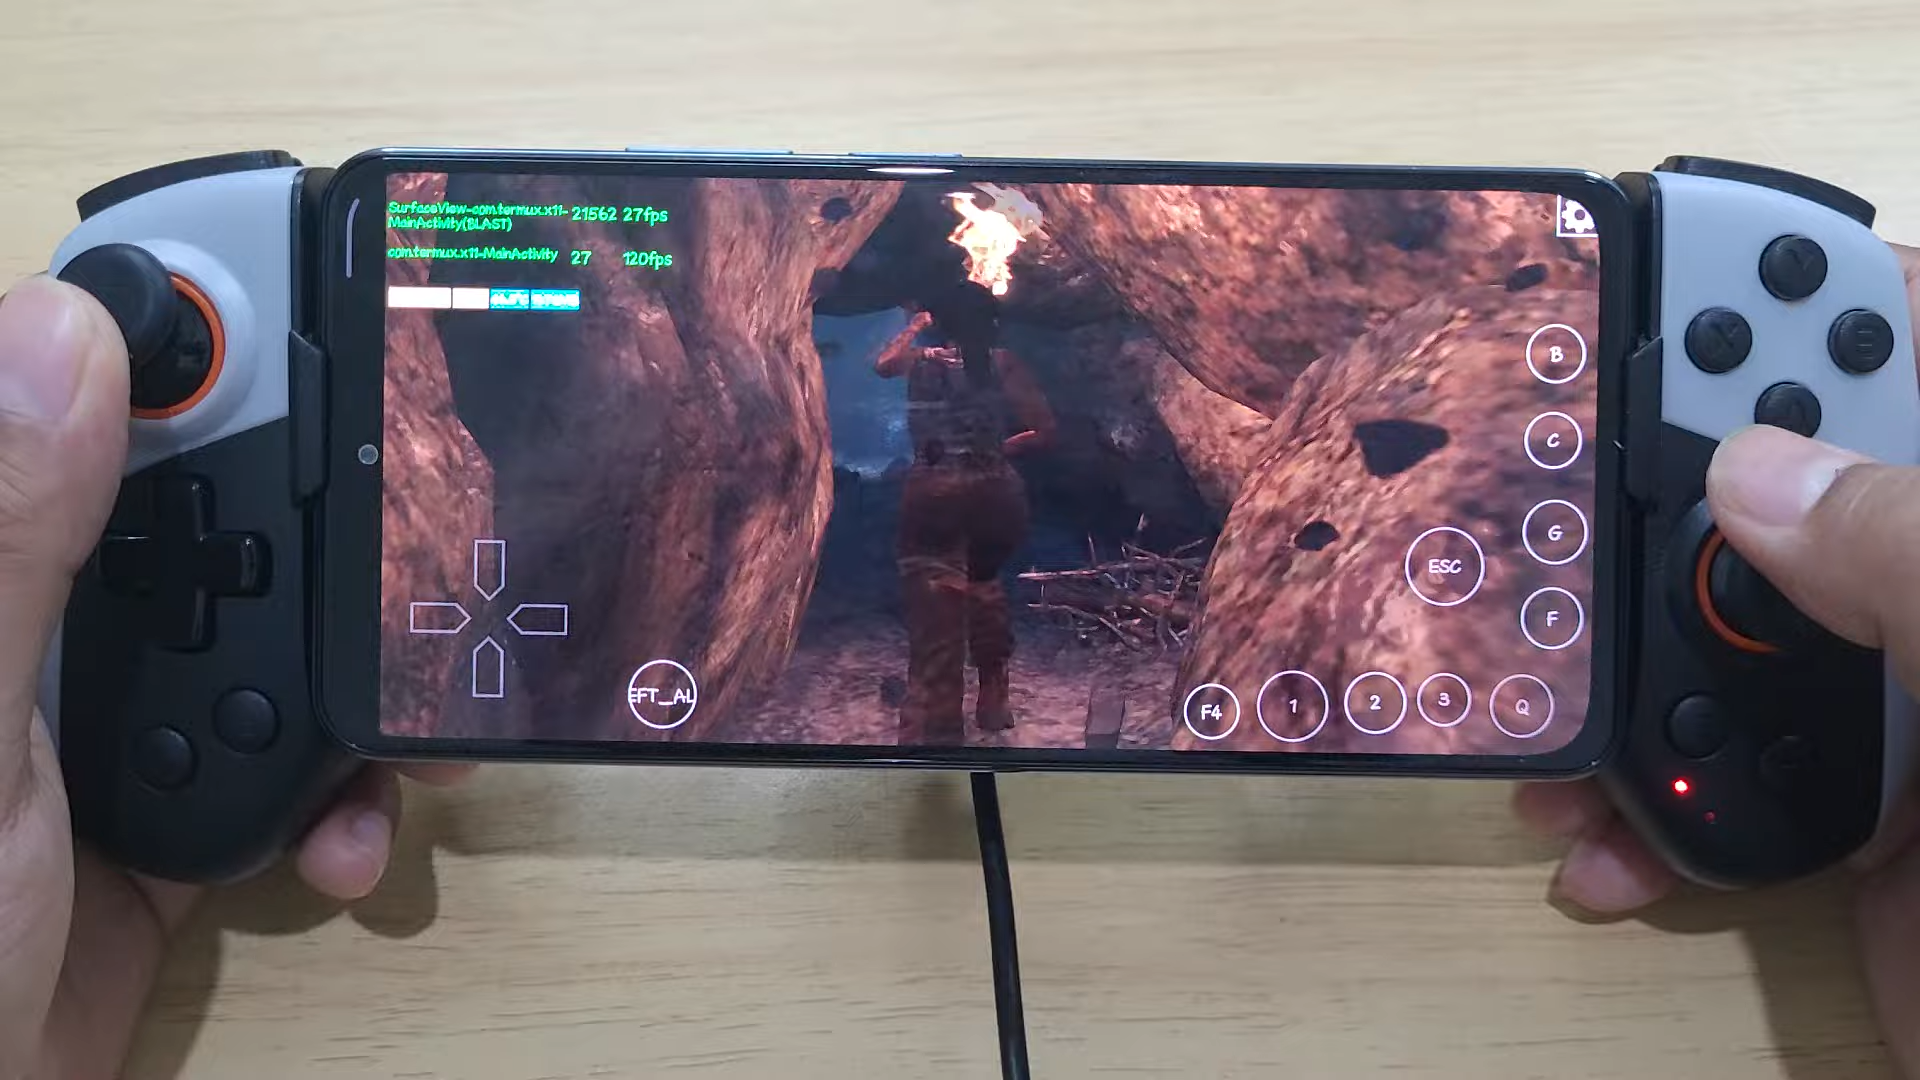 SurfaceView-com.termux.x11- 21562 27fps
MainActivity(BLAST)
com.termux.x11-MainActivity 27 120fps
Y
X
B
B
C
G
ESC
F
EFT_AL
F4
1
2
3
Q